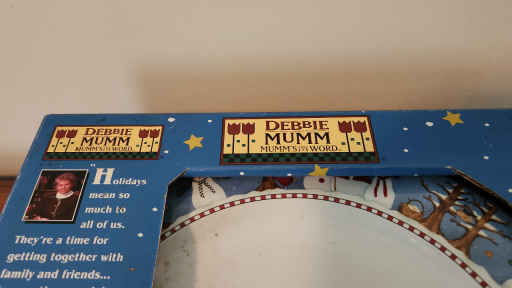 DEBBIE
MUMM
MUMM'S THE WORD
DEBBIE
MUMM
MUMM'S THE WORD
"Holidays
mean so
much to
all of us.
They're a time for
getting together with
family and friends...